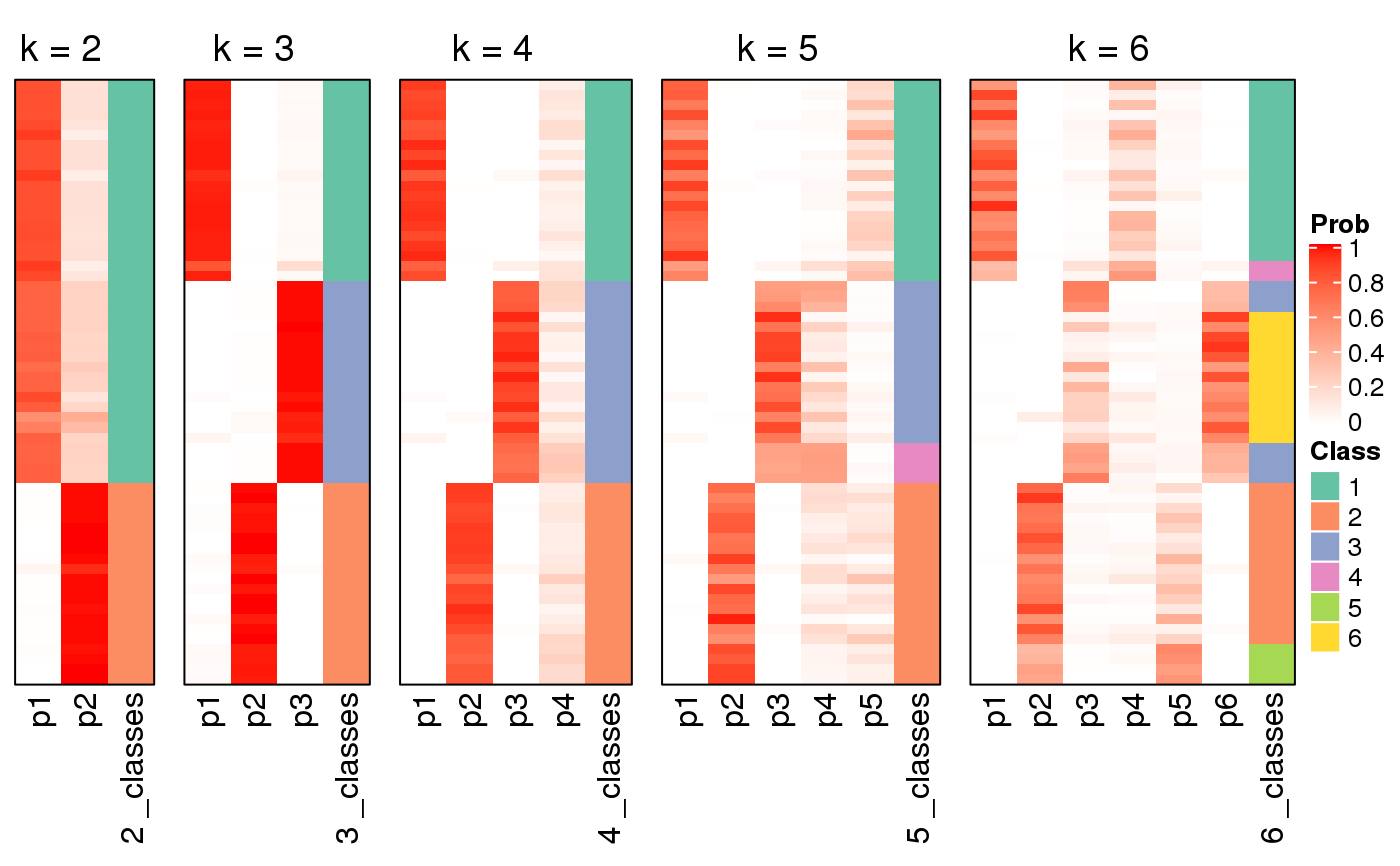 k = 2
k = 3
k = 4
k = 5
k = 6
p1
p2
2_classes
p1
p2
p3
3_classes
p1
p2
p3
p4
4_classes
p1
p2
p3
p4
p5
5_classes
p1
p2
p3
p4
p5
p6
6_classes
Prob
1
0.8
0.6
0.4
0.2
0
Class
1
2
3
4
5
6